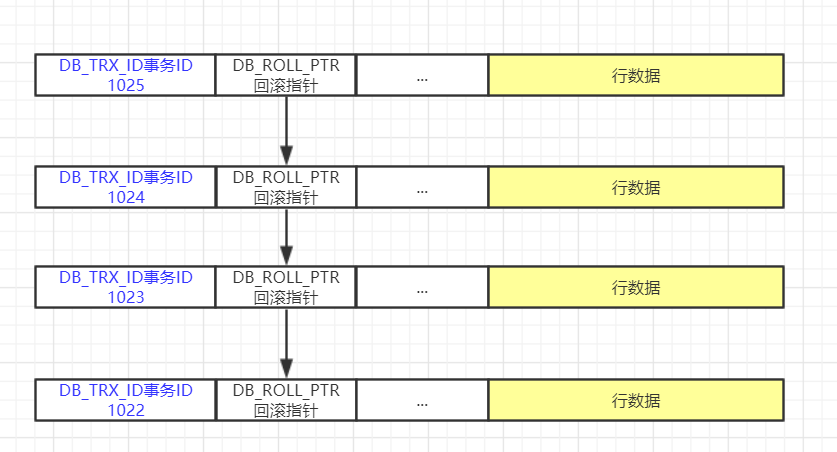 DB_TRX_ID事务ID
1025
DB_ROLL_PTR
回滚指针
...
行数据
DB_TRX_ID事务ID
1024
DB_ROLL_PTR
回滚指针
...
行数据
DB_TRX_ID事务ID
1023
DB_ROLL_PTR
回滚指针
...
行数据
DB_TRX_ID事务ID
1022
DB_ROLL_PTR
回滚指针
...
行数据